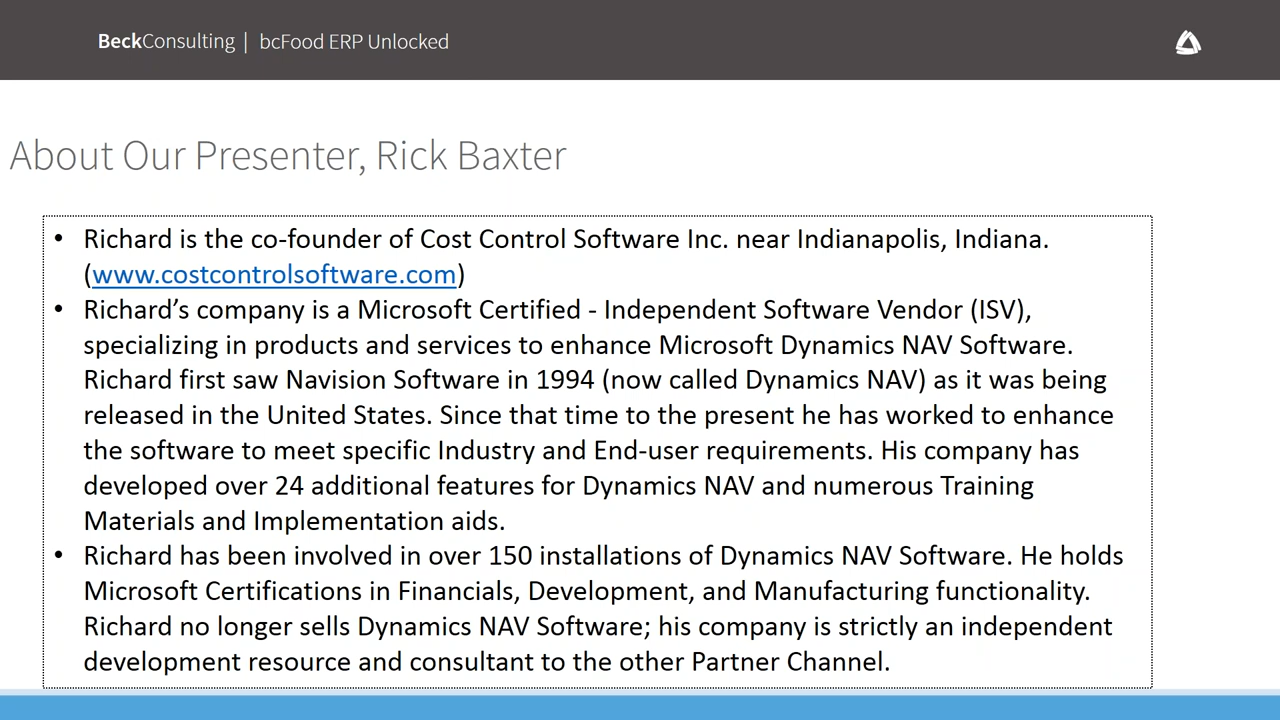 BeckConsulting | bcFood ERP Unlocked
About Our Presenter, Rick Baxter
• Richard is the co-founder of Cost Control Software Inc. near Indianapolis, Indiana.
(www.costcontrolsoftware.com)
• Richard’s company is a Microsoft Certified - Independent Software Vendor (ISV),
specializing in products and services to enhance Microsoft Dynamics NAV Software.
Richard first saw Navision Software in 1994 (now called Dynamics NAV) as it was being
released in the United States. Since that time to the present he has worked to enhance
the software to meet specific Industry and End-user requirements. His company has
developed over 24 additional features for Dynamics NAV and numerous Training
Materials and Implementation aids.
• Richard has been involved in over 150 installations of Dynamics NAV Software. He holds
Microsoft Certifications in Financials, Development, and Manufacturing functionality.
Richard no longer sells Dynamics NAV Software; his company is strictly an independent
development resource and consultant to the other Partner Channel.